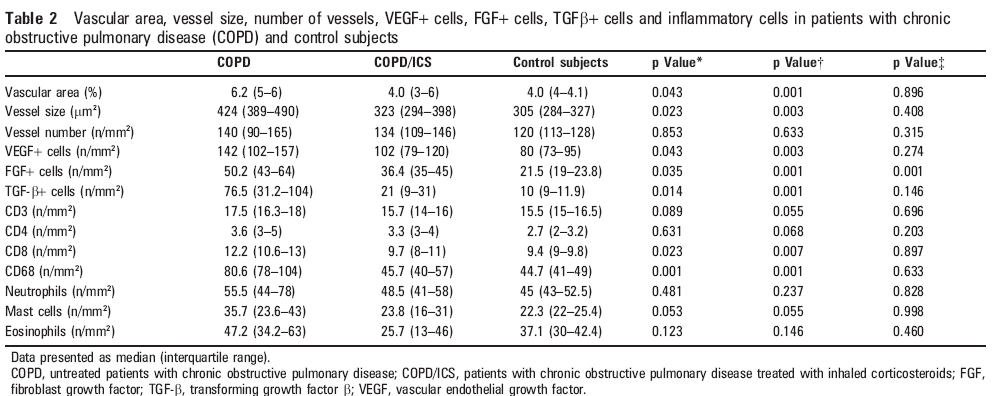 Table 2 Vascular area, vessel size, number of vessels, VEGF+ cells, FGF+ cells, TGFβ+ cells and inflammatory cells in patients with chronic
obstructive pulmonary disease (COPD) and control subjects
COPD COPD/ICS Control subjects p Value* p Value† p Value‡
Vascular area (%) 6.2 (5–6) 4.0 (3–6) 4.0 (4–4.1) 0.043 0.001 0.896
Vessel size (μm²) 424 (389–490) 323 (294–398) 305 (284–327) 0.023 0.003 0.408
Vessel number (n/mm²) 140 (90–165) 134 (109–146) 120 (113–128) 0.853 0.633 0.315
VEGF+ cells (n/mm²) 142 (102–157) 102 (79–120) 80 (73–95) 0.043 0.003 0.274
FGF+ cells (n/mm²) 50.2 (43–64) 36.4 (35–45) 21.5 (19–23.8) 0.035 0.001 0.001
TGF-β+ cells (n/mm²) 76.5 (31.2–104) 21 (9–31) 10 (9–11.9) 0.014 0.001 0.146
CD3 (n/mm²) 17.5 (16.3–18) 15.7 (14–16) 15.5 (15–16.5) 0.089 0.055 0.696
CD4 (n/mm²) 3.6 (3–5) 3.3 (3–4) 2.7 (2–3.2) 0.631 0.068 0.203
CD8 (n/mm²) 12.2 (10.6–13) 9.7 (8–11) 9.4 (9–9.8) 0.023 0.007 0.897
CD68 (n/mm²) 80.6 (78–104) 45.7 (40–57) 44.7 (41–49) 0.001 0.001 0.633
Neutrophils (n/mm²) 55.5 (44–78) 48.5 (41–58) 45 (43–52.5) 0.481 0.237 0.828
Mast cells (n/mm²) 35.7 (23.6–43) 23.8 (16–31) 22.3 (22–25.4) 0.053 0.055 0.998
Eosinophils (n/mm²) 47.2 (34.2–63) 25.7 (13–46) 37.1 (30–42.4) 0.123 0.146 0.460
Data presented as median (interquartile range).
COPD, untreated patients with chronic obstructive pulmonary disease; COPD/ICS, patients with chronic obstructive pulmonary disease treated with inhaled corticosteroids; FGF,
fibroblast growth factor; TGF-β, transforming growth factor β; VEGF, vascular endothelial growth factor.